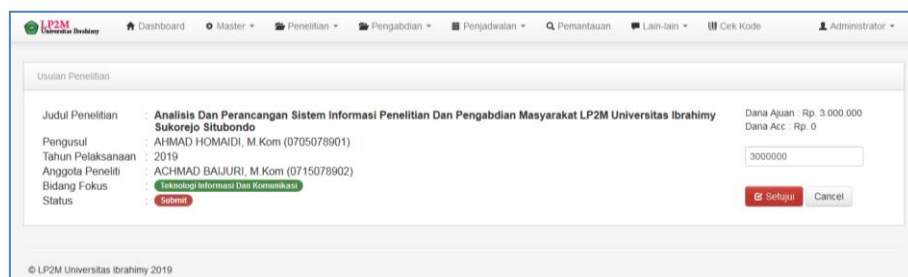 LP2M
Universitas Ibrahimy
Dashboard
Master
Penelitian
Pengabdian
Penjadwalan
Pemantauan
Lain-lain
Cek Kode
Administrator
Usulan Penelitian
Judul Penelitian : Analisis Dan Perancangan Sistem Informasi Penelitian Dan Pengabdian Masyarakat LP2M Universitas Ibrahimy
Sukorejo Situbondo
Pengusul : AHMAD HOMAIDI, M.Kom (0705078901)
Tahun Pelaksanaan : 2019
Anggota Peneliti : ACHMAD BAIJURI, M.Kom (0715078902)
Bidang Fokus : Teknologi Informasi Dan Komunikasi
Status : Submit
Dana Ajuan : Rp. 3.000.000
Dana Acc : Rp. 0
3000000
Setujui
Cancel
© LP2M Universitas Ibrahimy 2019